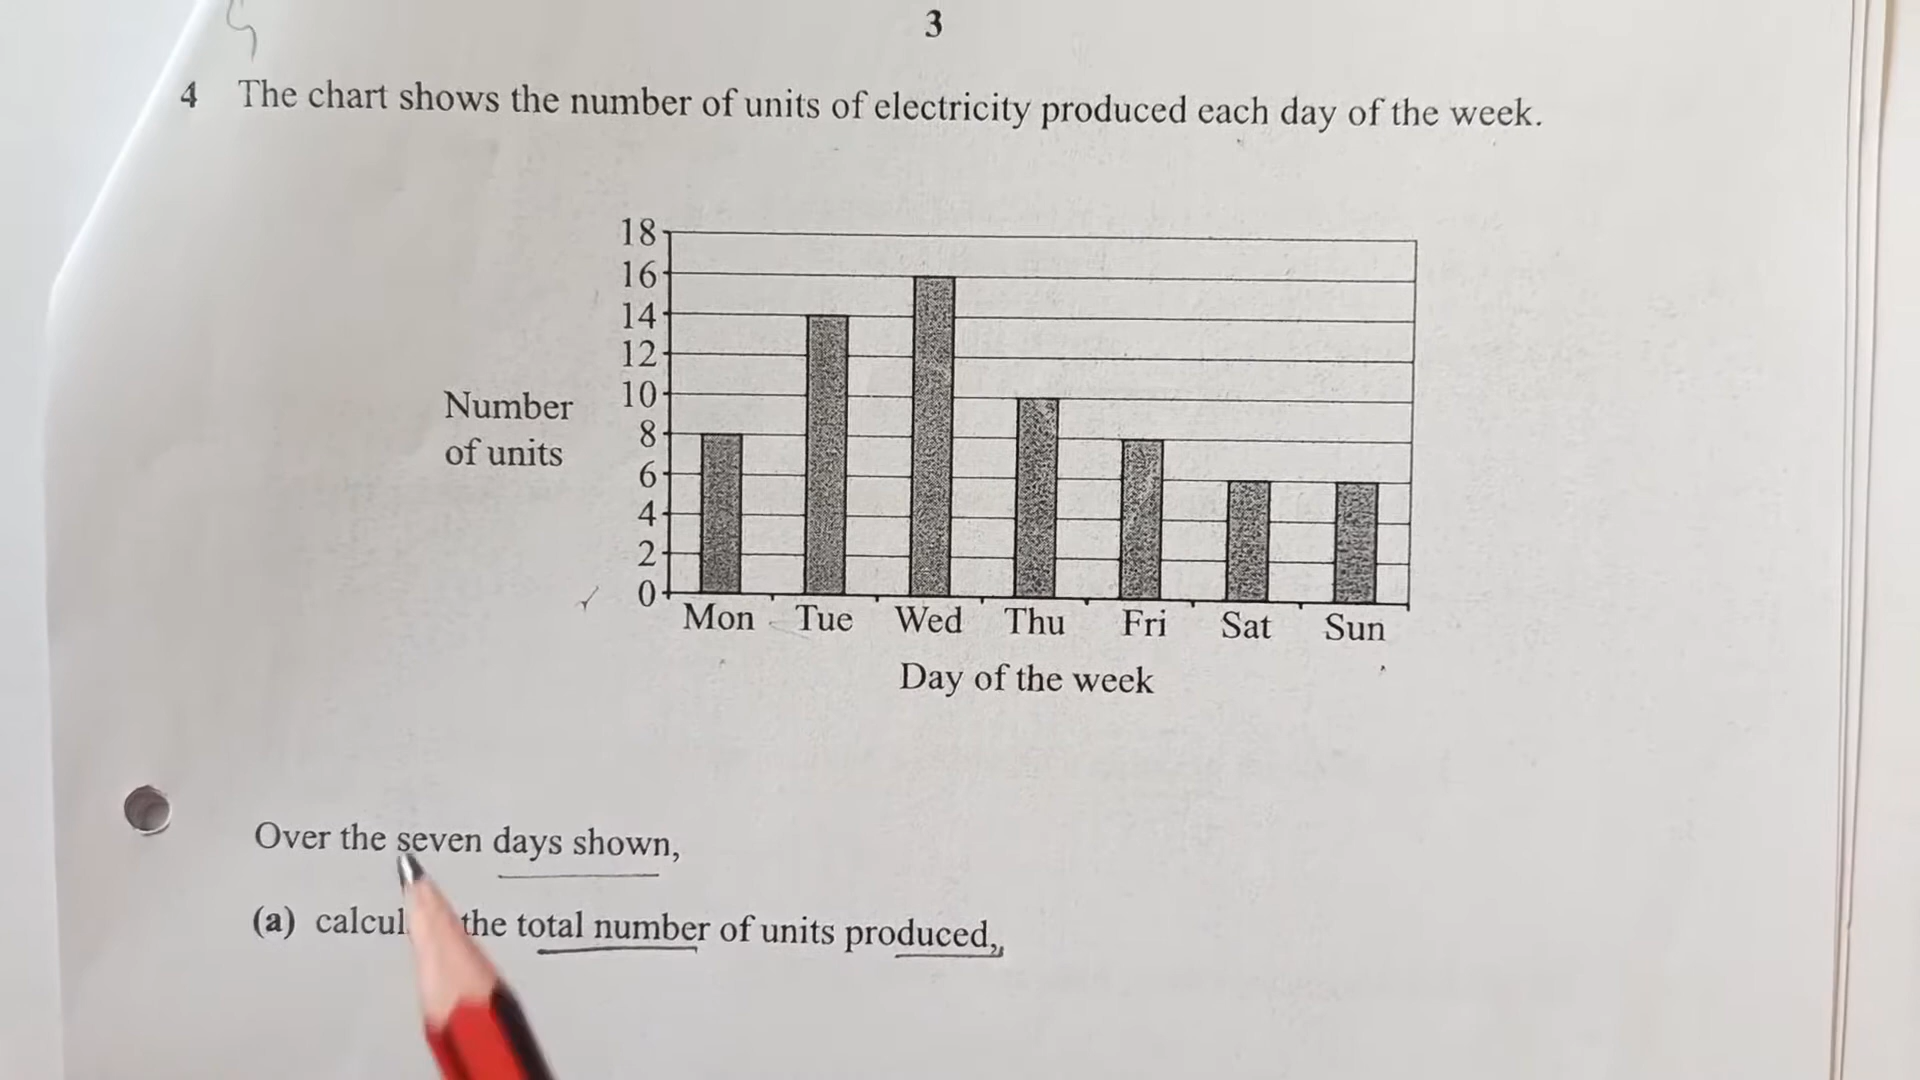 3
4 The chart shows the number of units of electricity produced each day of the week.
18
16
14
12
10
8
6
4
2
0
Number
of units
Mon Tue Wed Thu Fri Sat Sun
Day of the week
Over the seven days shown,
(a) calcul the total number of units produced,